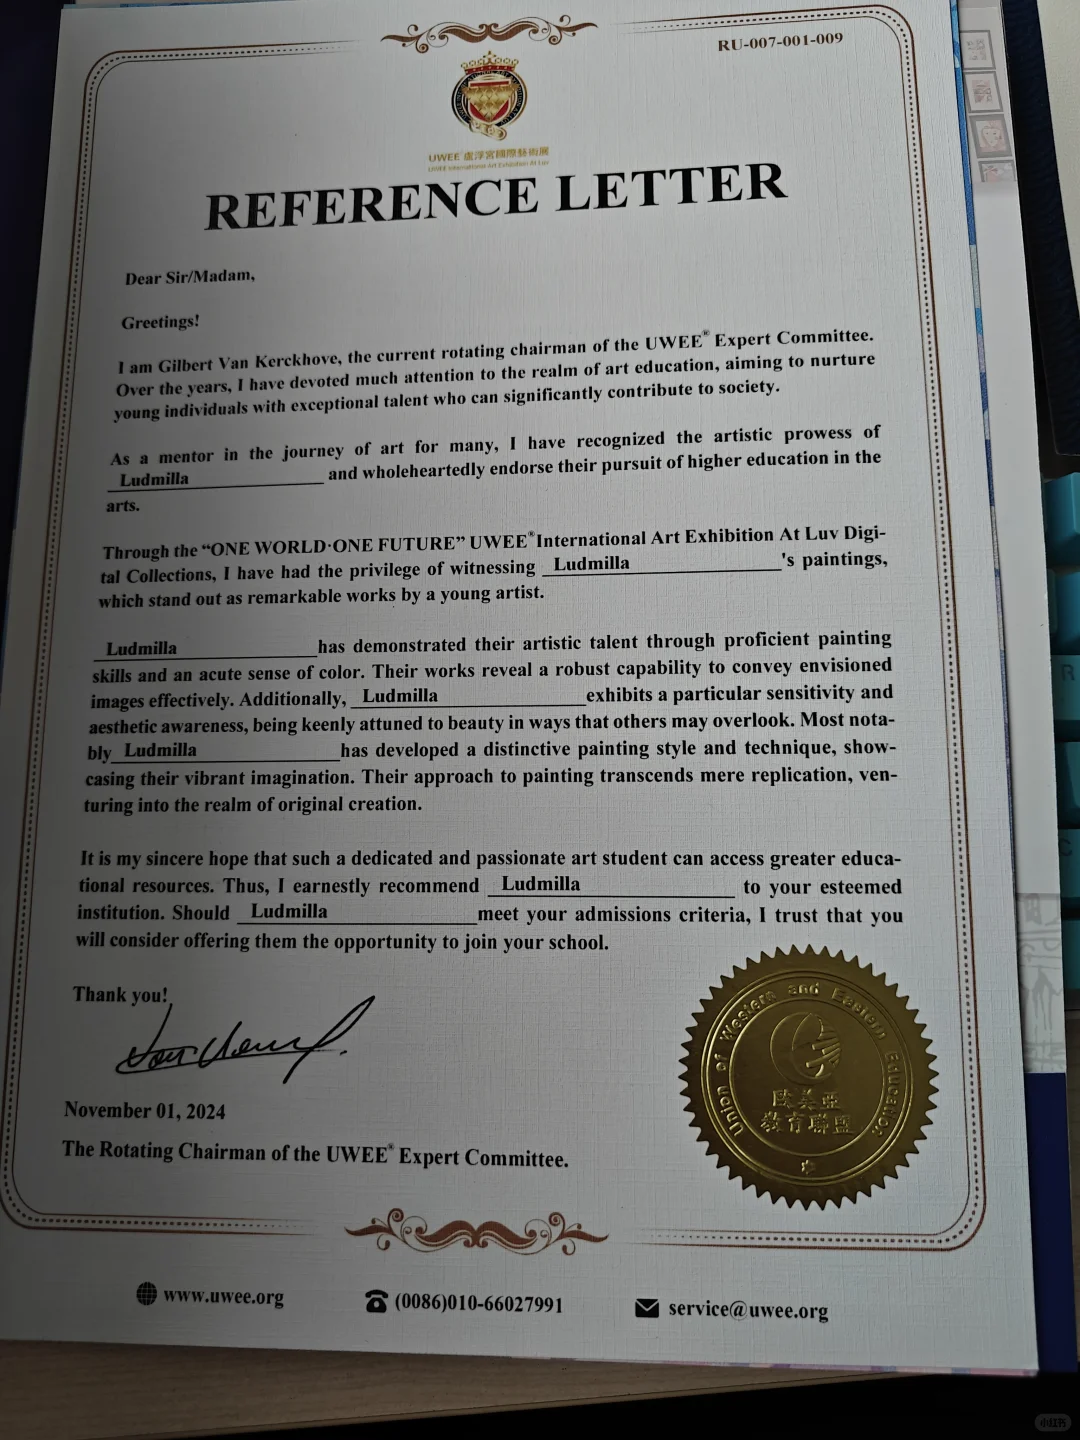 RU-007-001-009
UWEE 盧浮宮國際藝術展
UWEE International Art Exhibition At Luv
REFERENCE LETTER
Dear Sir/Madam,
Greetings!
I am Gilbert Van Kerckhove, the current rotating chairman of the UWEE® Expert Committee.
Over the years, I have devoted much attention to the realm of art education, aiming to nurture
young individuals with exceptional talent who can significantly contribute to society.
As a mentor in the journey of art for many, I have recognized the artistic prowess of
Ludmilla and wholeheartedly endorse their pursuit of higher education in the
arts.
Through the “ONE WORLD·ONE FUTURE” UWEE®International Art Exhibition At Luv Digi-
tal Collections, I have had the privilege of witnessing Ludmilla 's paintings,
which stand out as remarkable works by a young artist.
Ludmilla has demonstrated their artistic talent through proficient painting
skills and an acute sense of color. Their works reveal a robust capability to convey envisioned
images effectively. Additionally, Ludmilla exhibits a particular sensitivity and
aesthetic awareness, being keenly attuned to beauty in ways that others may overlook. Most nota-
bly Ludmilla has developed a distinctive painting style and technique, show-
casing their vibrant imagination. Their approach to painting transcends mere replication, ven-
turing into the realm of original creation.
It is my sincere hope that such a dedicated and passionate art student can access greater educa-
tional resources. Thus, I earnestly recommend Ludmilla to your esteemed
institution. Should Ludmilla meet your admissions criteria, I trust that you
will consider offering them the opportunity to join your school.
Thank you!
November 01, 2024
The Rotating Chairman of the UWEE® Expert Committee.
Union of Western and Eastern Education
歐美亞
教育聯盟
www.uwee.org
(0086)010-66027991
service@uwee.org
R
C
小红书